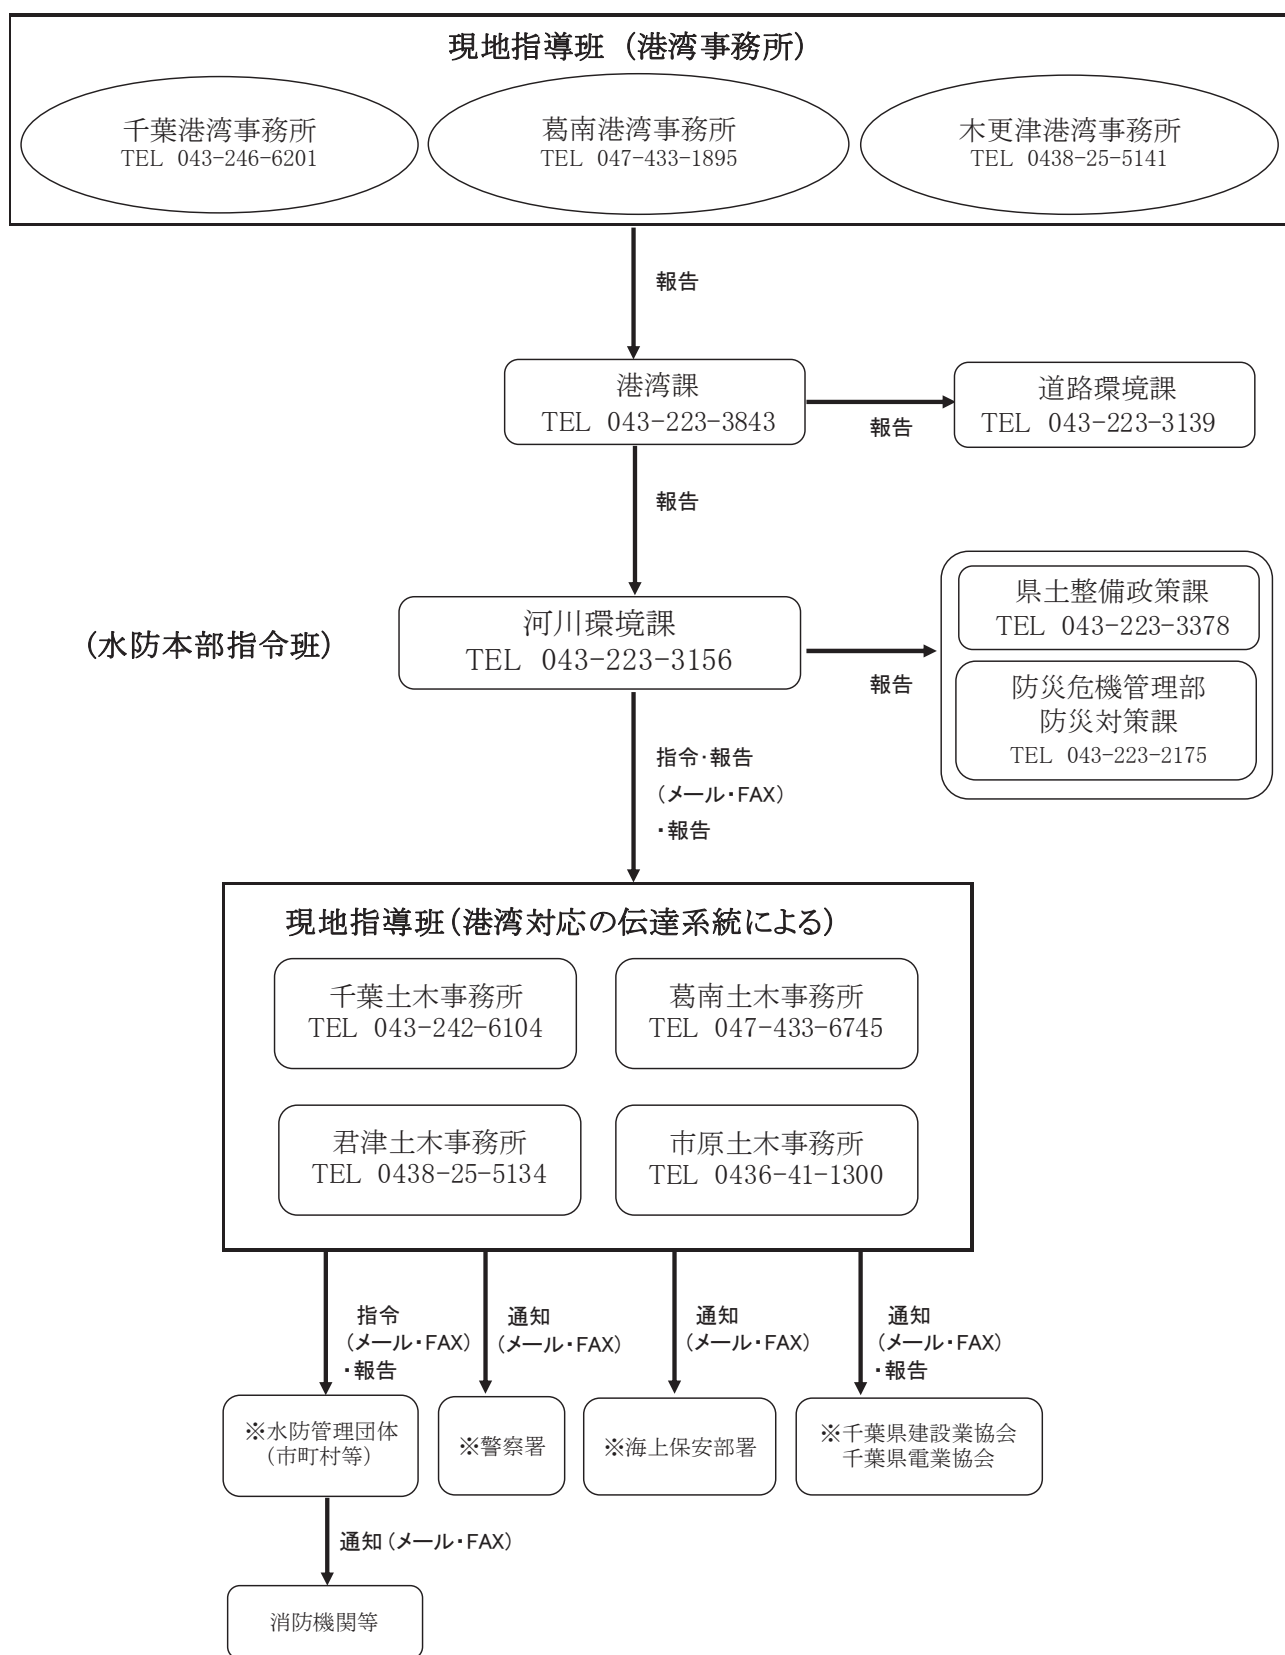 現地指導班 (港湾事務所)
千葉港湾事務所
TEL 043-246-6201
葛南港湾事務所
TEL 047-433-1895
木更津港湾事務所
TEL 0438-25-5141
報告
港湾課
TEL 043-223-3843
報告
道路環境課
TEL 043-223-3139
報告
(水防本部指令班)
河川環境課
TEL 043-223-3156
報告
県土整備政策課
TEL 043-223-3378
防災危機管理部
防災対策課
TEL 043-223-2175
指令・報告
(メール・FAX)
・報告
現地指導班(港湾対応の伝達系統による)
千葉土木事務所
TEL 043-242-6104
葛南土木事務所
TEL 047-433-6745
君津土木事務所
TEL 0438-25-5134
市原土木事務所
TEL 0436-41-1300
指令
(メール・FAX)
・報告
通知
(メール・FAX)
通知
(メール・FAX)
通知
(メール・FAX)
・報告
※水防管理団体
(市町村等)
※警察署
※海上保安部署
※千葉県建設業協会
千葉県電業協会
通知(メール・FAX)
消防機関等